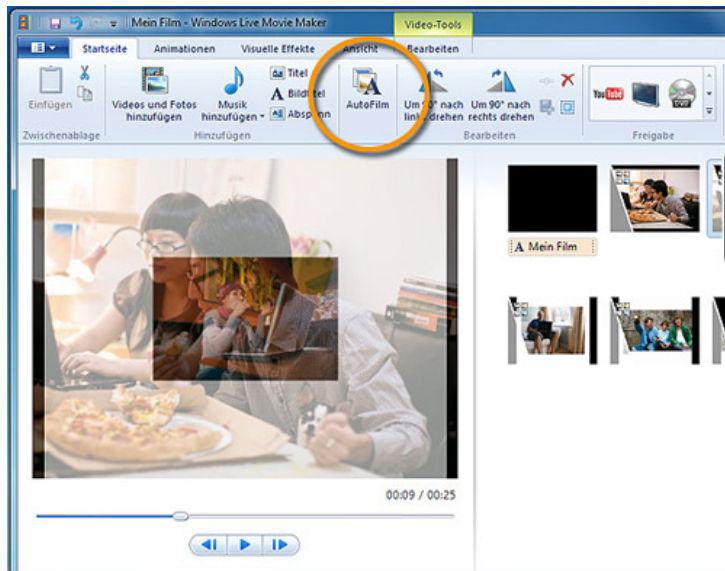 Mein Film - Windows Live Movie Maker
Video-Tools
Startseite
Animationen
Visuelle Effekte
Ansicht
Bearbeiten
Einfügen
Videos und Fotos
hinzufügen
Musik
hinzufügen
Titel
A Bildtitel
Abspann
AutoFilm
Um 90° nach
links drehen
Um 90° nach
rechts drehen
YouTube
DVD
Zwischenablage
Hinzufügen
Bearbeiten
Freigabe
A Mein Film
00:09 / 00:25